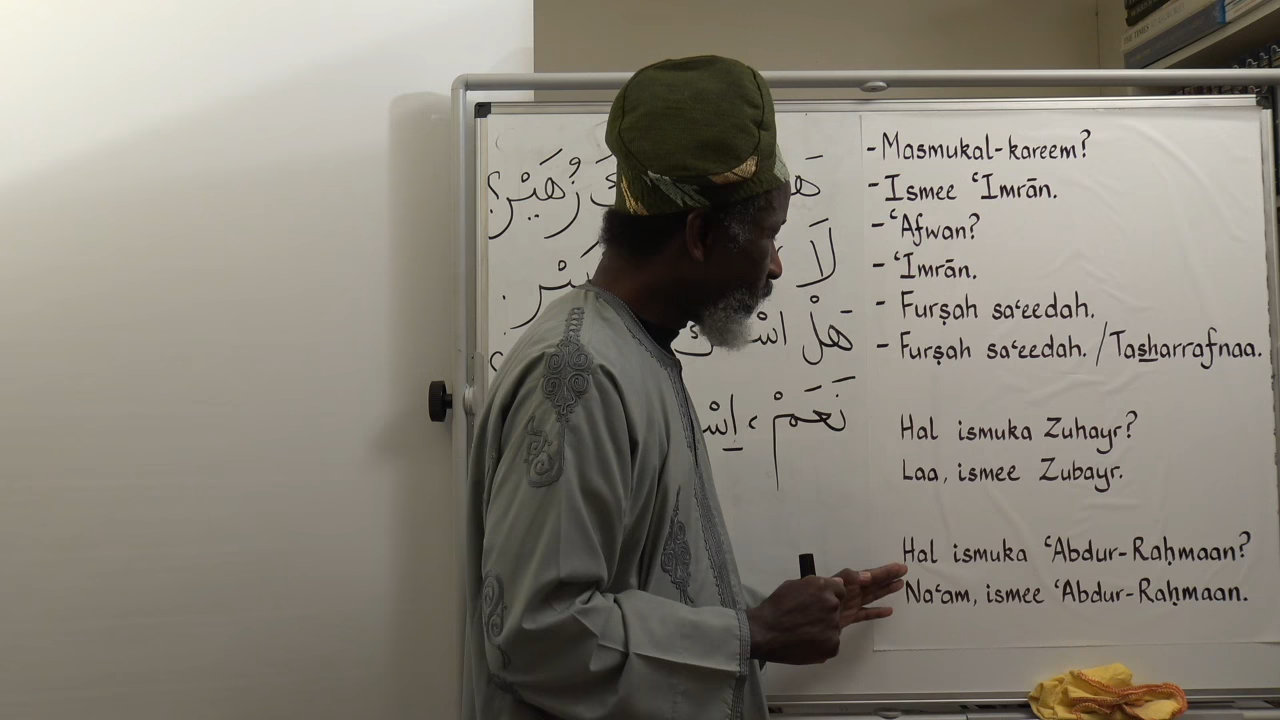 زُهَيْر؟
لَا
هَلْ
نَعَمْ،
- Masmukal-kareem?
- Ismee ʿImrān.
- ʿAfwan?
- ʿImrān.
- Furṣah saʿeedah.
- Furṣah saʿeedah. / Tasharrafnaa.
Hal ismuka Zuhayr?
Laa, ismee Zubayr.
Hal ismuka ʿAbdur-Raḥmaan?
Naʿam, ismee ʿAbdur-Raḥmaan.